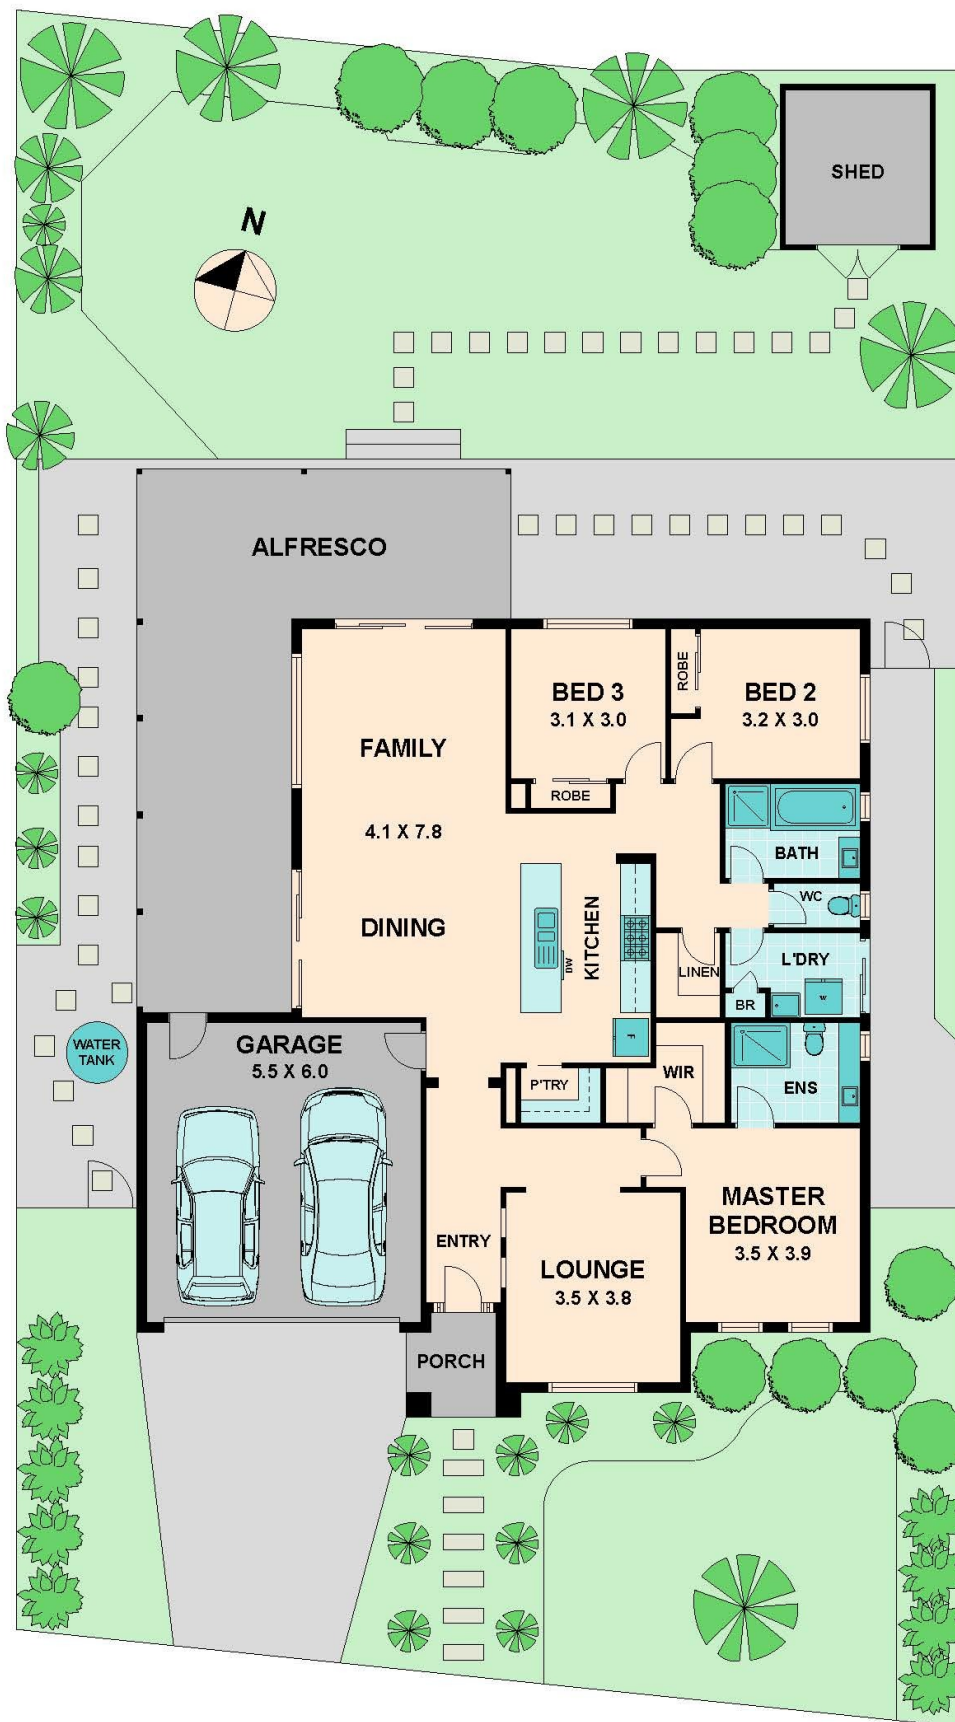 N
SHED
ALFRESCO
BED 3
3.1 X 3.0
ROBE
BED 2
3.2 X 3.0
FAMILY
ROBE
4.1 X 7.8
BATH
WC
DINING
KITCHEN
DW
L'DRY
LINEN
W
BR
WATER
TANK
GARAGE
5.5 X 6.0
F
WIR
P'TRY
ENS
MASTER
BEDROOM
3.5 X 3.9
ENTRY
LOUNGE
3.5 X 3.8
PORCH